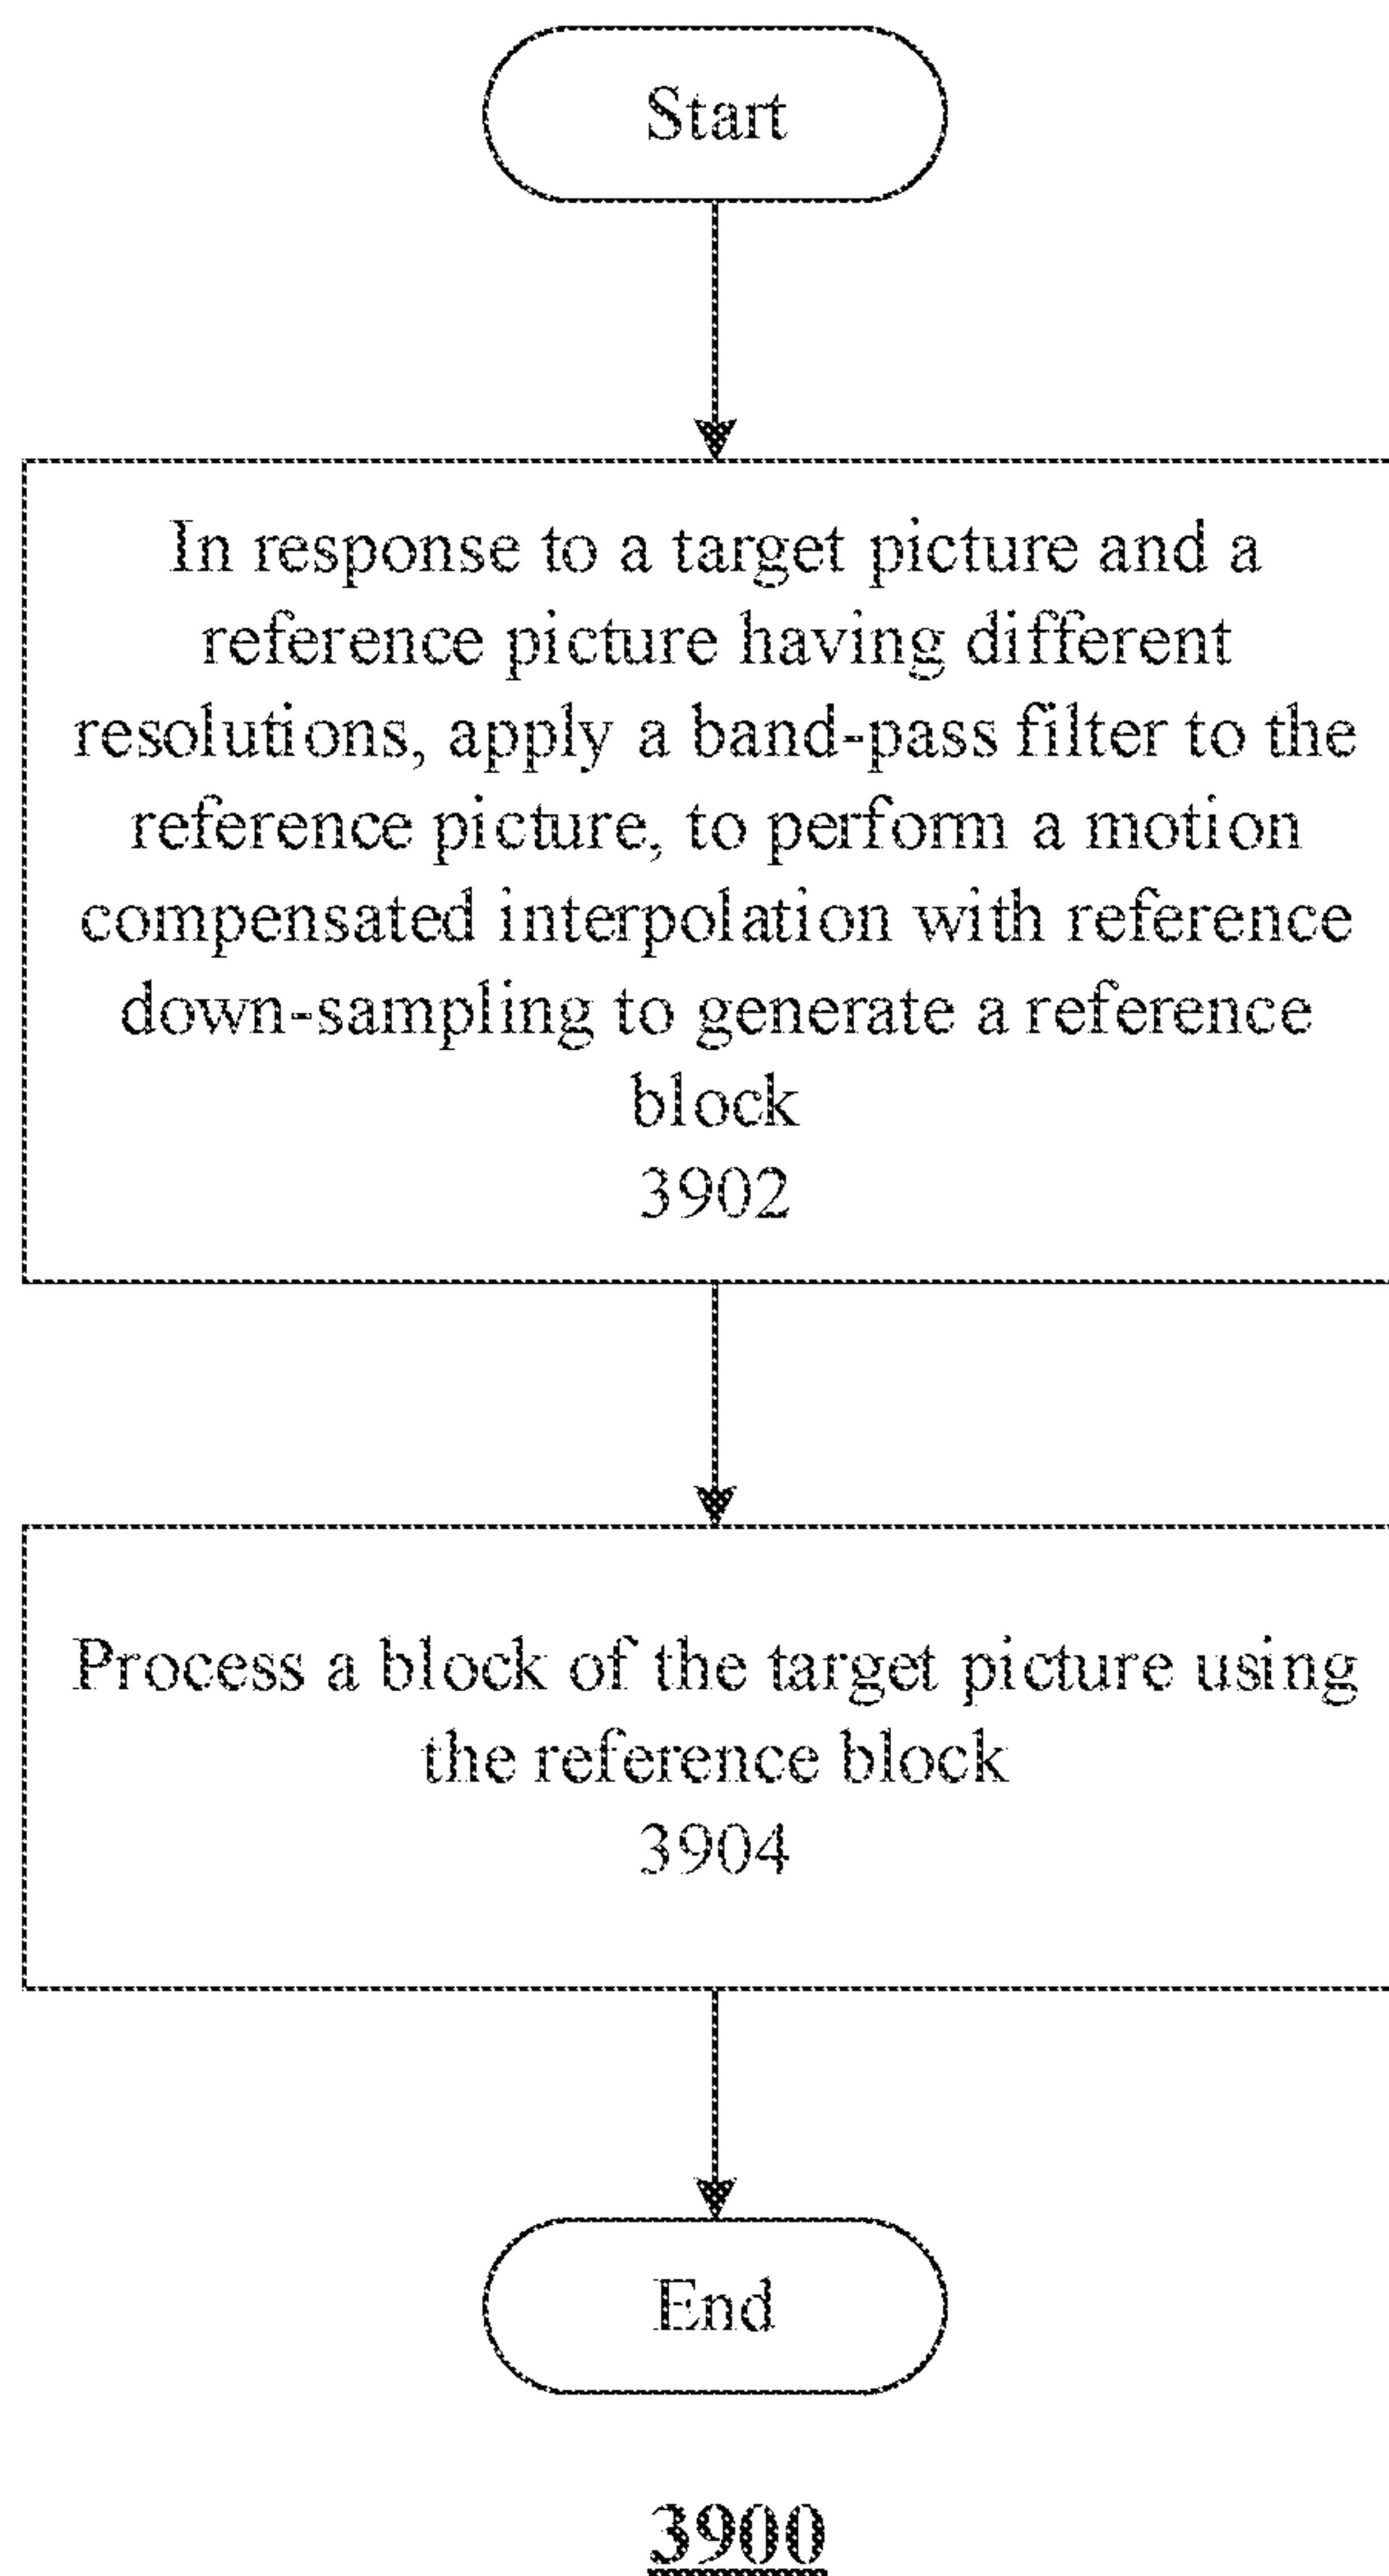 Start
In response to a target picture and a
reference picture having different
resolutions, apply a band-pass filter to the
reference picture, to perform a motion
compensated interpolation with reference
down-sampling to generate a reference
block
3902
Process a block of the target picture using
the reference block
3904
End
3900